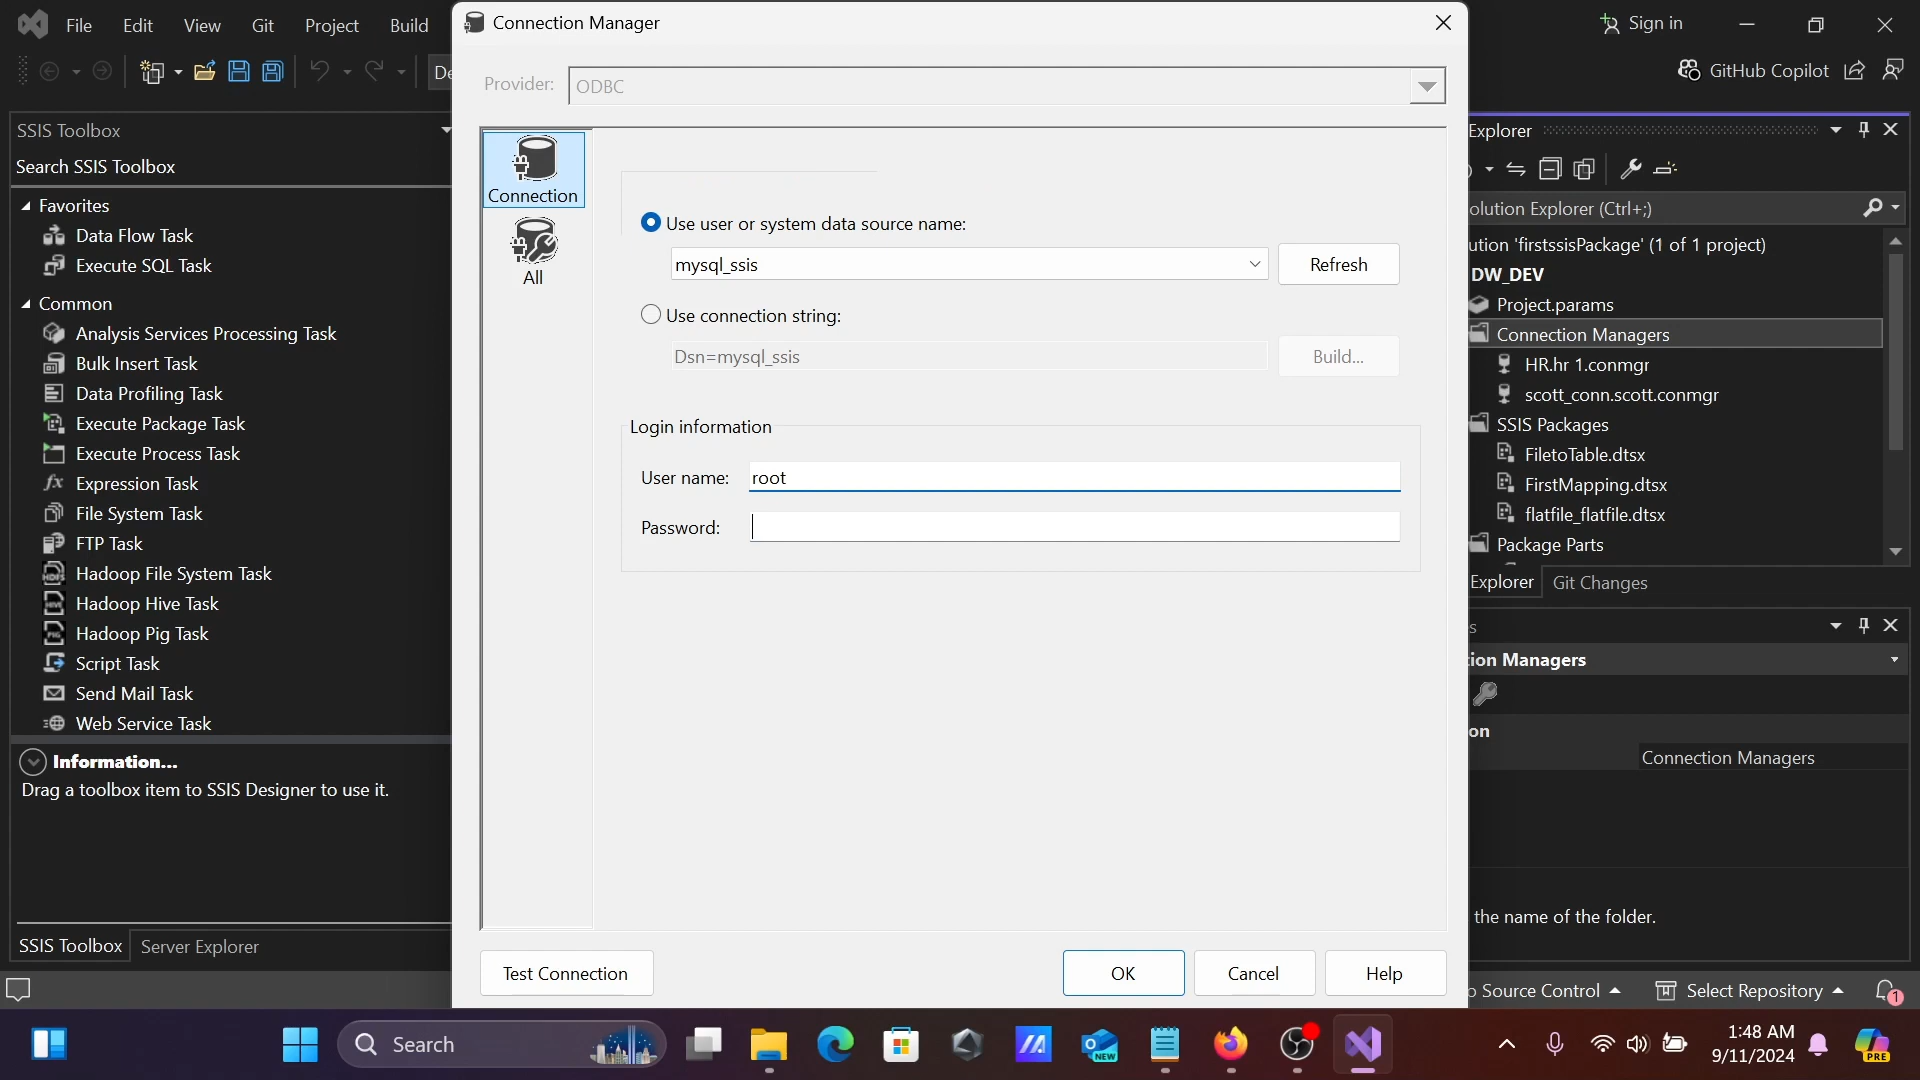 File Edit View Git Project Build
Connection Manager
Sign in
GitHub Copilot
De
Provider:
ODBC
SSIS Toolbox
Search SSIS Toolbox
Favorites
Data Flow Task
Execute SQL Task
Common
Analysis Services Processing Task
Bulk Insert Task
Data Profiling Task
Execute Package Task
Execute Process Task
Expression Task
File System Task
FTP Task
Hadoop File System Task
Hadoop Hive Task
Hadoop Pig Task
Script Task
Send Mail Task
Web Service Task
Information...
Drag a toolbox item to SSIS Designer to use it.
SSIS Toolbox Server Explorer
Connection
All
Use user or system data source name:
mysql_ssis
Refresh
Use connection string:
Dsn=mysql_ssis
Build...
Login information
User name: root
Password:
Test Connection
OK
Cancel
Help
Explorer
olution Explorer (Ctrl+;)
ution 'firstssisPackage' (1 of 1 project)
DW_DEV
Project.params
Connection Managers
HR.hr 1.conmgr
scott_conn.scott.conmgr
SSIS Packages
FiletoTable.dtsx
FirstMapping.dtsx
flatfile_flatfile.dtsx
Package Parts
Explorer Git Changes
s
ion Managers
on
Connection Managers
the name of the folder.
o Source Control
Select Repository
1
Search
NEW
1:48 AM
9/11/2024
PRE